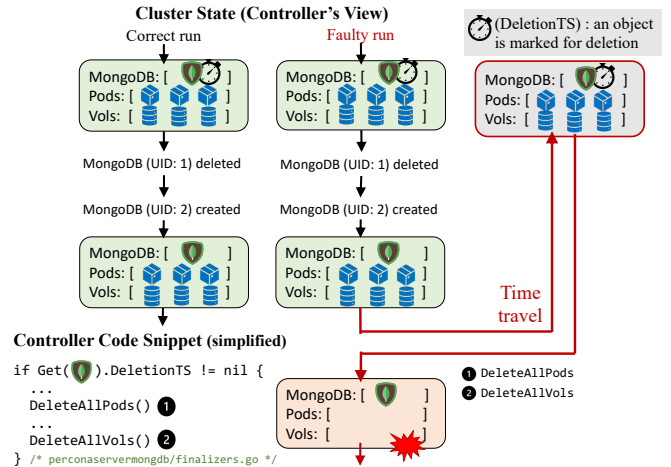 Cluster State (Controller's View)
Correct run
Faulty run
(DeletionTS) : an object
is marked for deletion
MongoDB: [ ]
Pods: [ ]
Vols: [ ]
MongoDB: [ ]
Pods: [ ]
Vols: [ ]
MongoDB: [ ]
Pods: [ ]
Vols: [ ]
MongoDB (UID: 1) deleted
MongoDB (UID: 1) deleted
MongoDB (UID: 2) created
MongoDB (UID: 2) created
MongoDB: [ ]
Pods: [ ]
Vols: [ ]
MongoDB: [ ]
Pods: [ ]
Vols: [ ]
Time
travel
Controller Code Snippet (simplified)
if Get( ).DeletionTS != nil {
...
DeleteAllPods() 1
...
DeleteAllVols() 2
} /* perconaservermongdb/finalizers.go */
MongoDB: [ ]
Pods: [ ]
Vols: [ ]
1 DeleteAllPods
2 DeleteAllVols